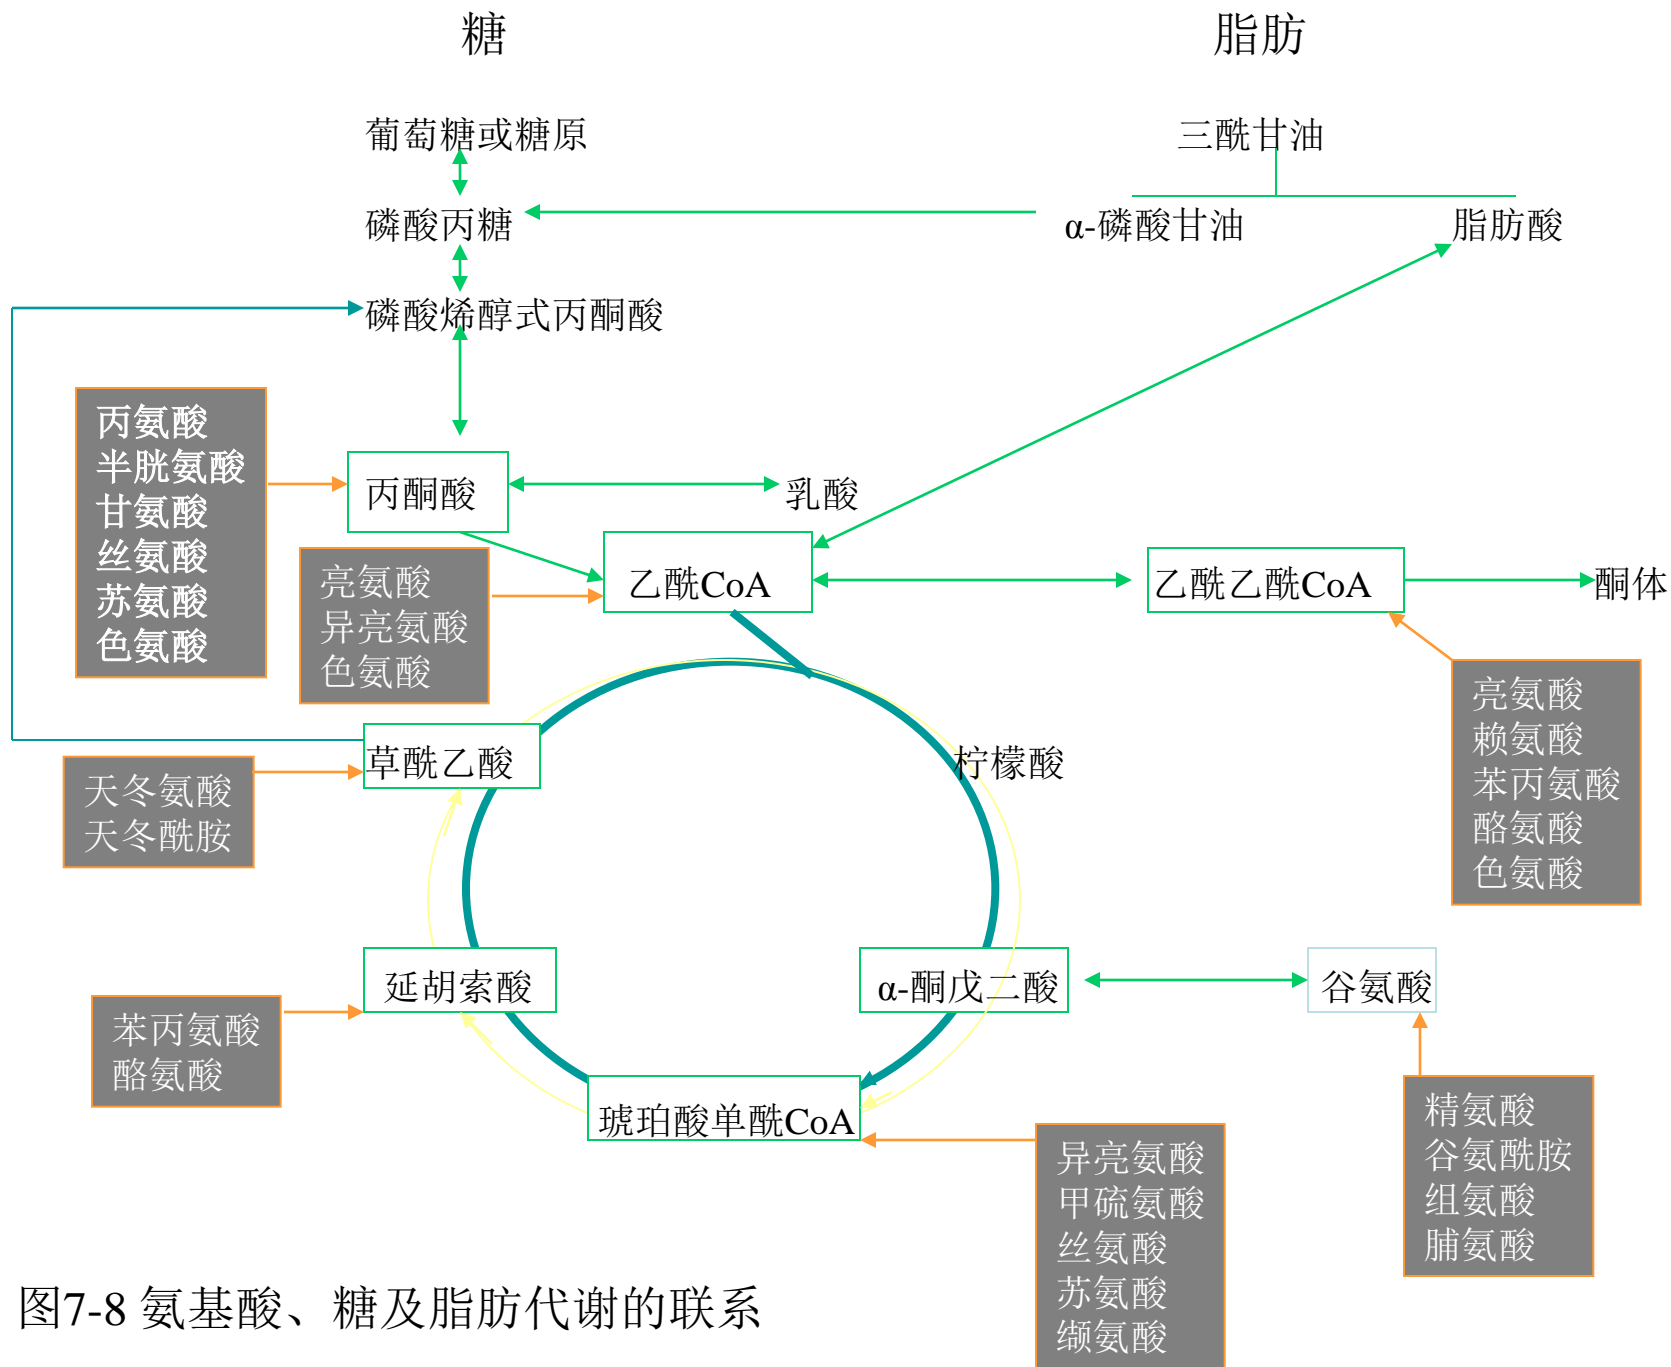 糖
脂肪
葡萄糖或糖原
三酰甘油
磷酸丙糖
α-磷酸甘油
脂肪酸
磷酸烯醇式丙酮酸
丙氨酸
半胱氨酸
甘氨酸
丝氨酸
苏氨酸
色氨酸
丙酮酸
乳酸
亮氨酸
异亮氨酸
色氨酸
乙酰CoA
乙酰乙酰CoA
酮体
亮氨酸
赖氨酸
苯丙氨酸
酪氨酸
色氨酸
草酰乙酸
柠檬酸
天冬氨酸
天冬酰胺
延胡索酸
α-酮戊二酸
谷氨酸
苯丙氨酸
酪氨酸
琥珀酸单酰CoA
精氨酸
谷氨酰胺
组氨酸
脯氨酸
异亮氨酸
甲硫氨酸
丝氨酸
苏氨酸
缬氨酸
图7-8 氨基酸、糖及脂肪代谢的联系